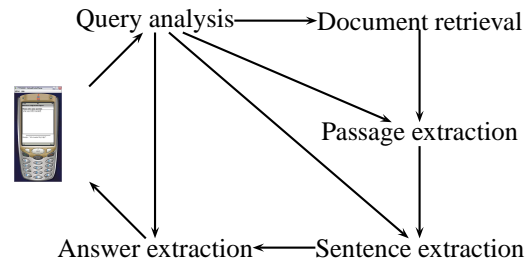 Query analysis
Document retrieval
Passage extraction
Answer extraction
Sentence extraction